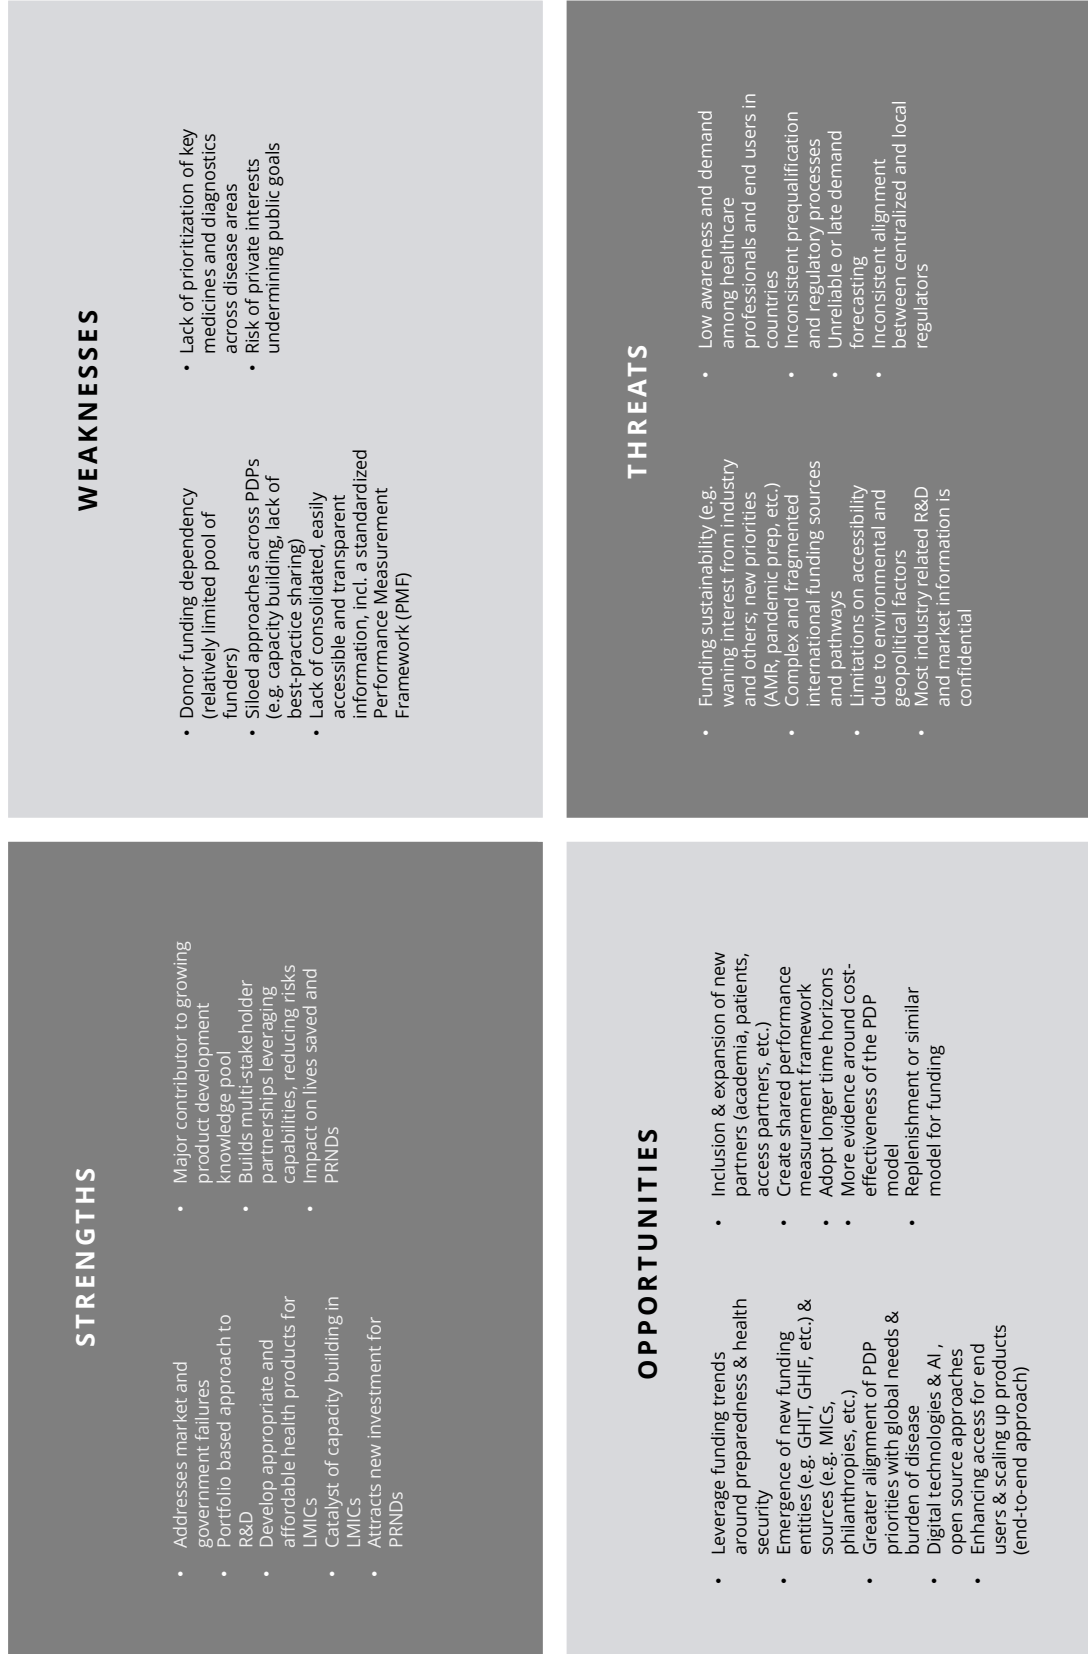 STRENGTHS
• Addresses market and
government failures
• Portfolio based approach to
R&D
• Develop appropriate and
affordable health products for
LMICs
• Catalyst of capacity building in
LMICs
• Attracts new investment for
PRNDs
• Major contributor to growing
product development
knowledge pool
• Builds multi-stakeholder
partnerships leveraging
capabilities, reducing risks
• Impact on lives saved and
PRNDs
WEAKNESSES
• Donor funding dependency
(relatively limited pool of
funders)
• Siloed approaches across PDPs
(e.g. capacity building, lack of
best-practice sharing)
• Lack of consolidated, easily
accessible and transparent
information, incl. a standardized
Performance Measurement
Framework (PMF)
• Lack of prioritization of key
medicines and diagnostics
across disease areas
• Risk of private interests
undermining public goals
OPPORTUNITIES
• Leverage funding trends
around preparedness & health
security
• Emergence of new funding
entities (e.g. GHIT, GHIF, etc.) &
sources (e.g. MICs,
philanthropies, etc.)
• Greater alignment of PDP
priorities with global needs &
burden of disease
• Digital technologies & AI ,
open source approaches
• Enhancing access for end
users & scaling up products
(end-to-end approach)
• Inclusion & expansion of new
partners (academia, patients,
access partners, etc.)
• Create shared performance
measurement framework
• Adopt longer time horizons
• More evidence around cost-
effectiveness of the PDP
model
• Replenishment or similar
model for funding
THREATS
• Funding sustainability (e.g.
waning interest from industry
and others; new priorities
(AMR, pandemic prep, etc.)
• Complex and fragmented
international funding sources
and pathways
• Limitations on accessibility
due to environmental and
geopolitical factors
• Most industry related R&D
and market information is
confidential
• Low awareness and demand
among healthcare
professionals and end users in
countries
• Inconsistent prequalification
and regulatory processes
• Unreliable or late demand
forecasting
• Inconsistent alignment
between centralized and local
regulators